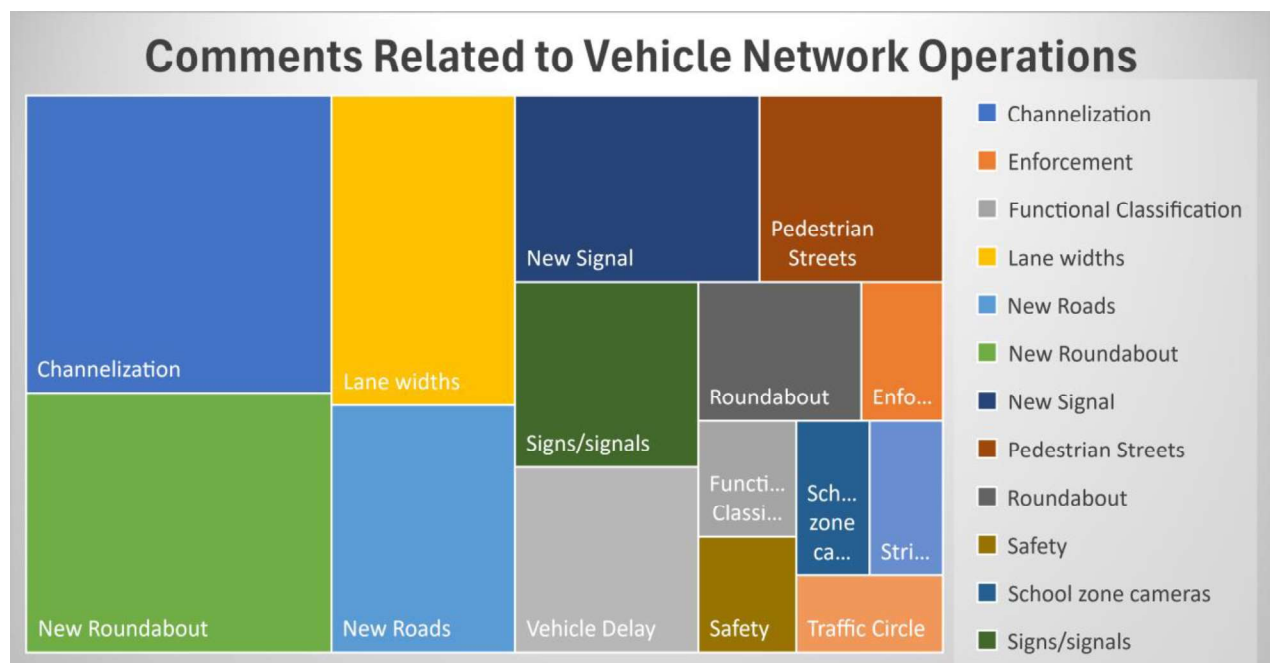 Comments Related to Vehicle Network Operations
Channelization
New Roundabout
Lane widths
New Roads
New Signal
Pedestrian
Streets
Signs/signals
Vehicle Delay
Roundabout
Enfo...
Functi...
Classi...
Safety
Sch...
zone
ca...
Stri...
Traffic Circle
Channelization
Enforcement
Functional Classification
Lane widths
New Roads
New Roundabout
New Signal
Pedestrian Streets
Roundabout
Safety
School zone cameras
Signs/signals